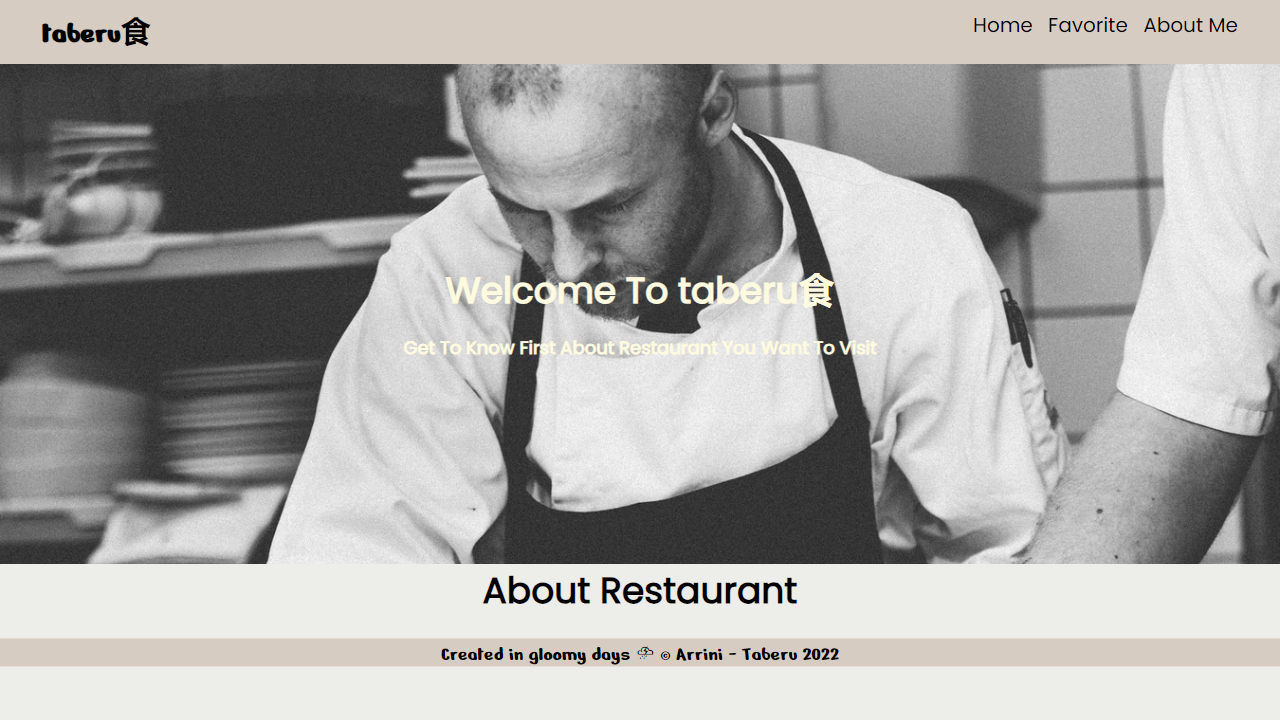 taberu食
Home Favorite About Me
Welcome To taberu食
Get To Know First About Restaurant You Want To Visit
About Restaurant
Created in gloomy days ⛈ © Arrini - Taberu 2022